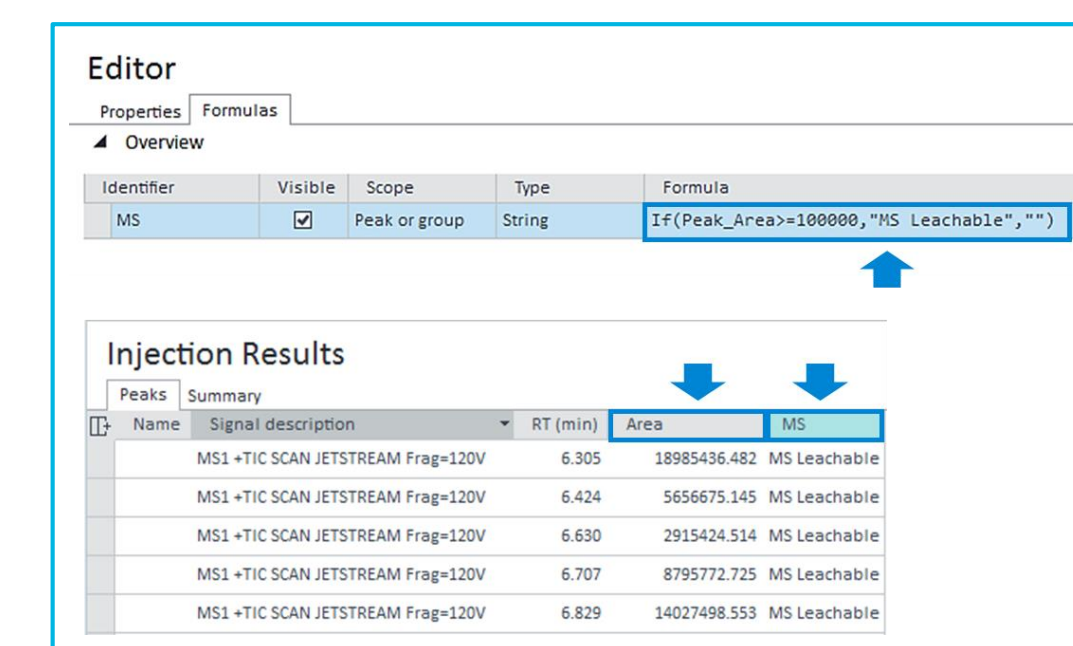 Editor
Properties Formulas
Overview
Identifier Visible Scope Type Formula
MS Peak or group String If(Peak_Area>=100000,"MS Leachable","")
Injection Results
Peaks Summary
Name Signal description RT (min) Area MS
MS1 +TIC SCAN JETSTREAM Frag=120V 6.305 18985436.482 MS Leachable
MS1 +TIC SCAN JETSTREAM Frag=120V 6.424 5656675.145 MS Leachable
MS1 +TIC SCAN JETSTREAM Frag=120V 6.630 2915424.514 MS Leachable
MS1 +TIC SCAN JETSTREAM Frag=120V 6.707 8795772.725 MS Leachable
MS1 +TIC SCAN JETSTREAM Frag=120V 6.829 14027498.553 MS Leachable